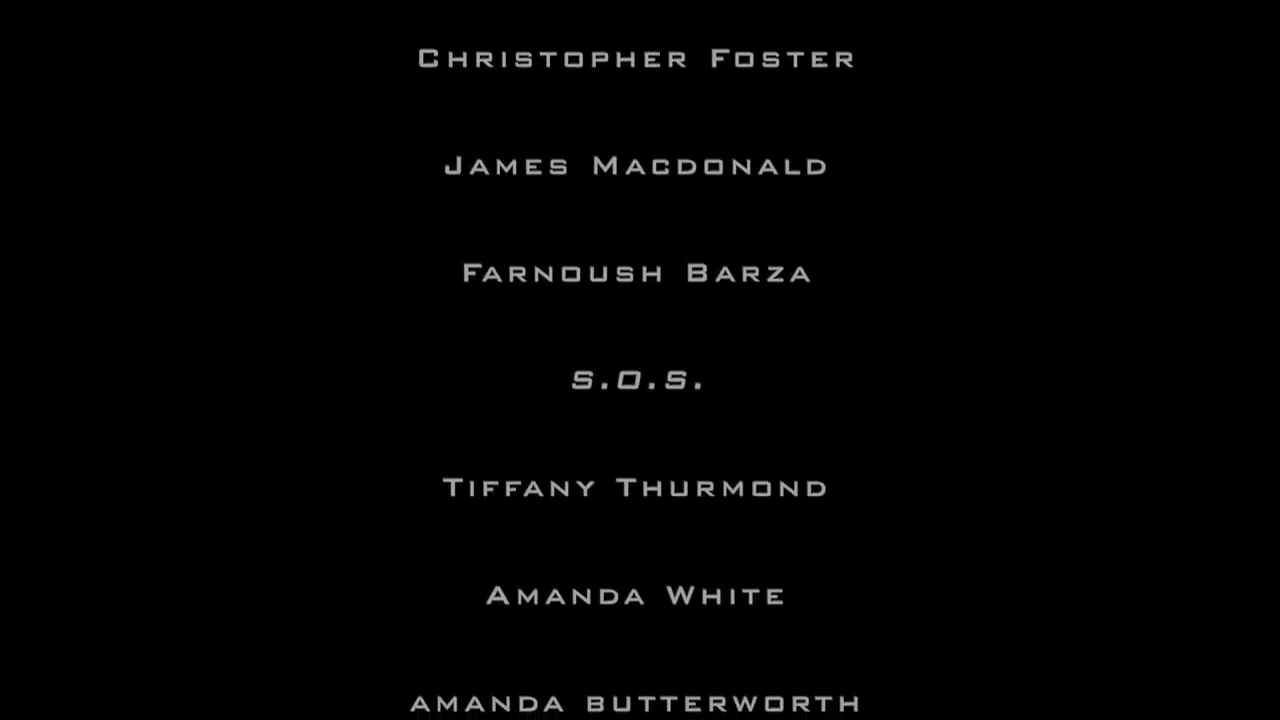 Christopher Foster
James Macdonald
Farnoush Barza
S.O.S.
Tiffany Thurmond
Amanda White
AMANDA BUTTERWORTH